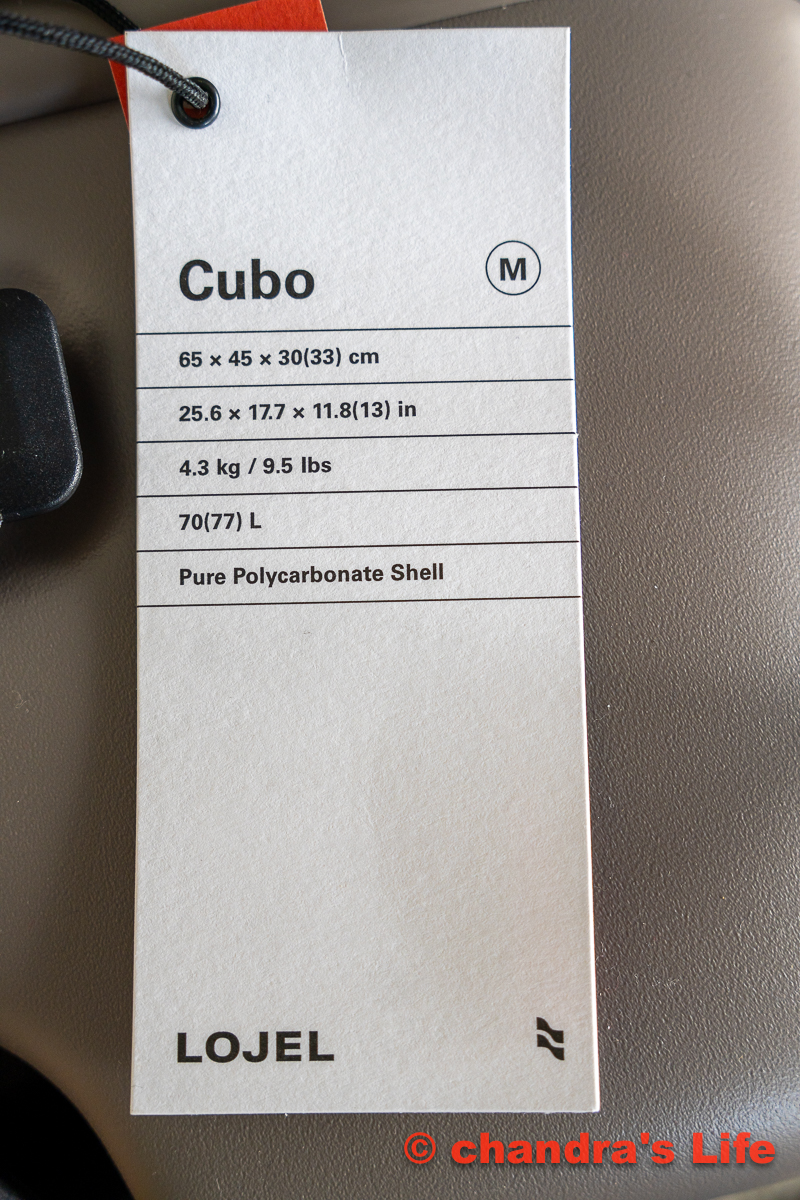 Cubo
M
65 × 45 × 30(33) cm
25.6 × 17.7 × 11.8(13) in
4.3 kg / 9.5 lbs
70(77) L
Pure Polycarbonate Shell
LOJEL
© chandra's Life